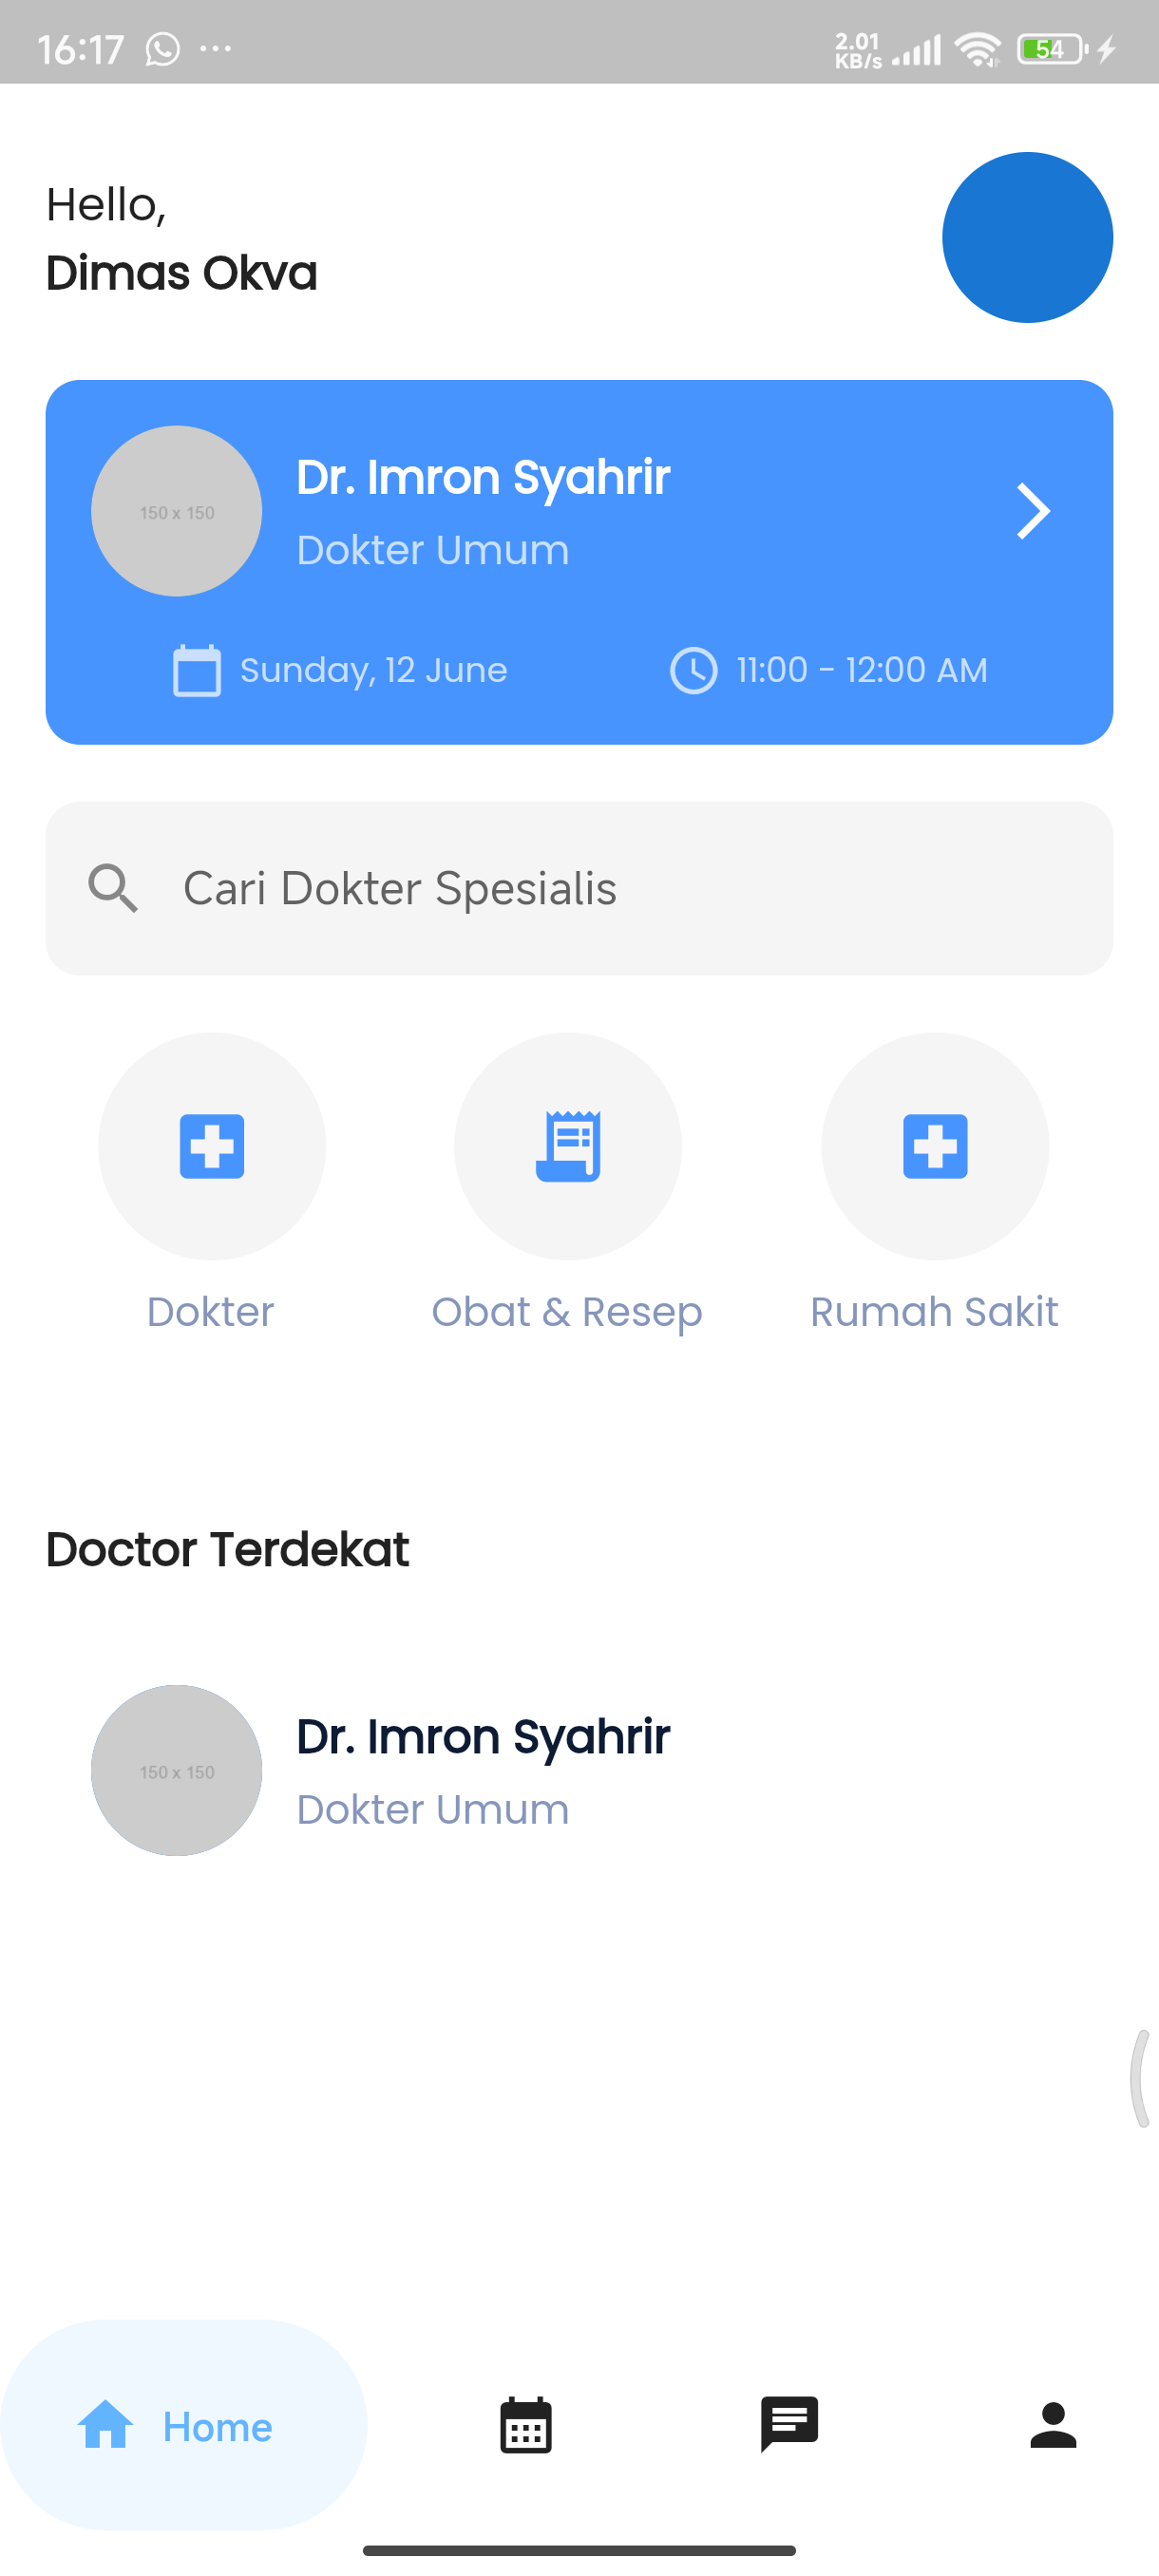 16:17 ... 2.01 KB/s 54
Hello,
Dimas Okva
150 x 150
Dr. Imron Syahrir
Dokter Umum
Sunday, 12 June 11:00 - 12:00 AM
Cari Dokter Spesialis
Dokter Obat & Resep Rumah Sakit
Doctor Terdekat
150 x 150
Dr. Imron Syahrir
Dokter Umum
Home